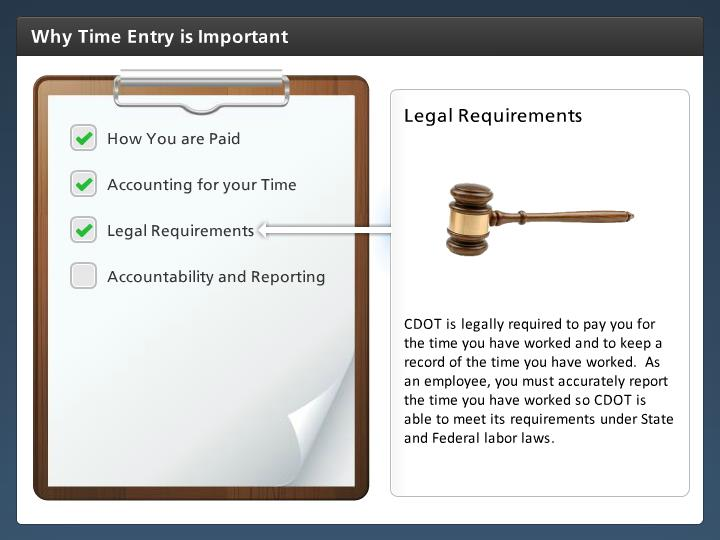 Why Time Entry is Important
How You are Paid
Accounting for your Time
Legal Requirements
Accountability and Reporting
Legal Requirements
CDOT is legally required to pay you for
the time you have worked and to keep a
record of the time you have worked.  As
an employee, you must accurately report
the time you have worked so CDOT is
able to meet its requirements under State
and Federal labor laws.